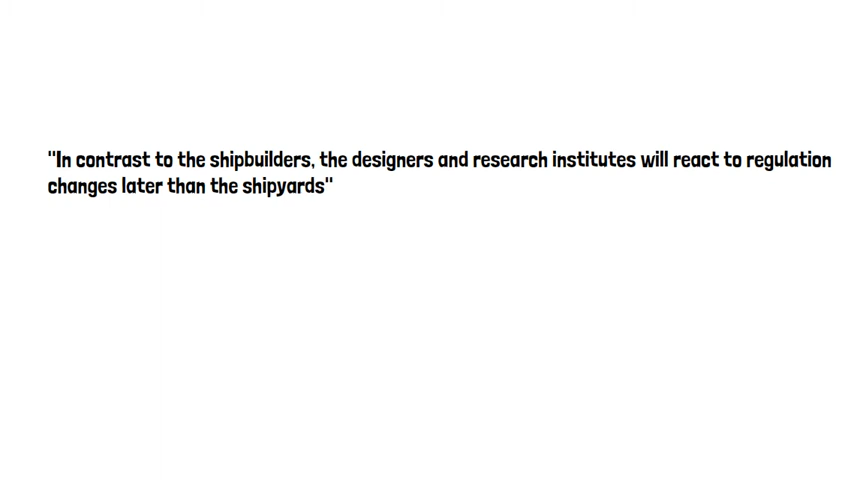 "In contrast to the shipbuilders, the designers and research institutes will react to regulation
changes later than the shipyards"